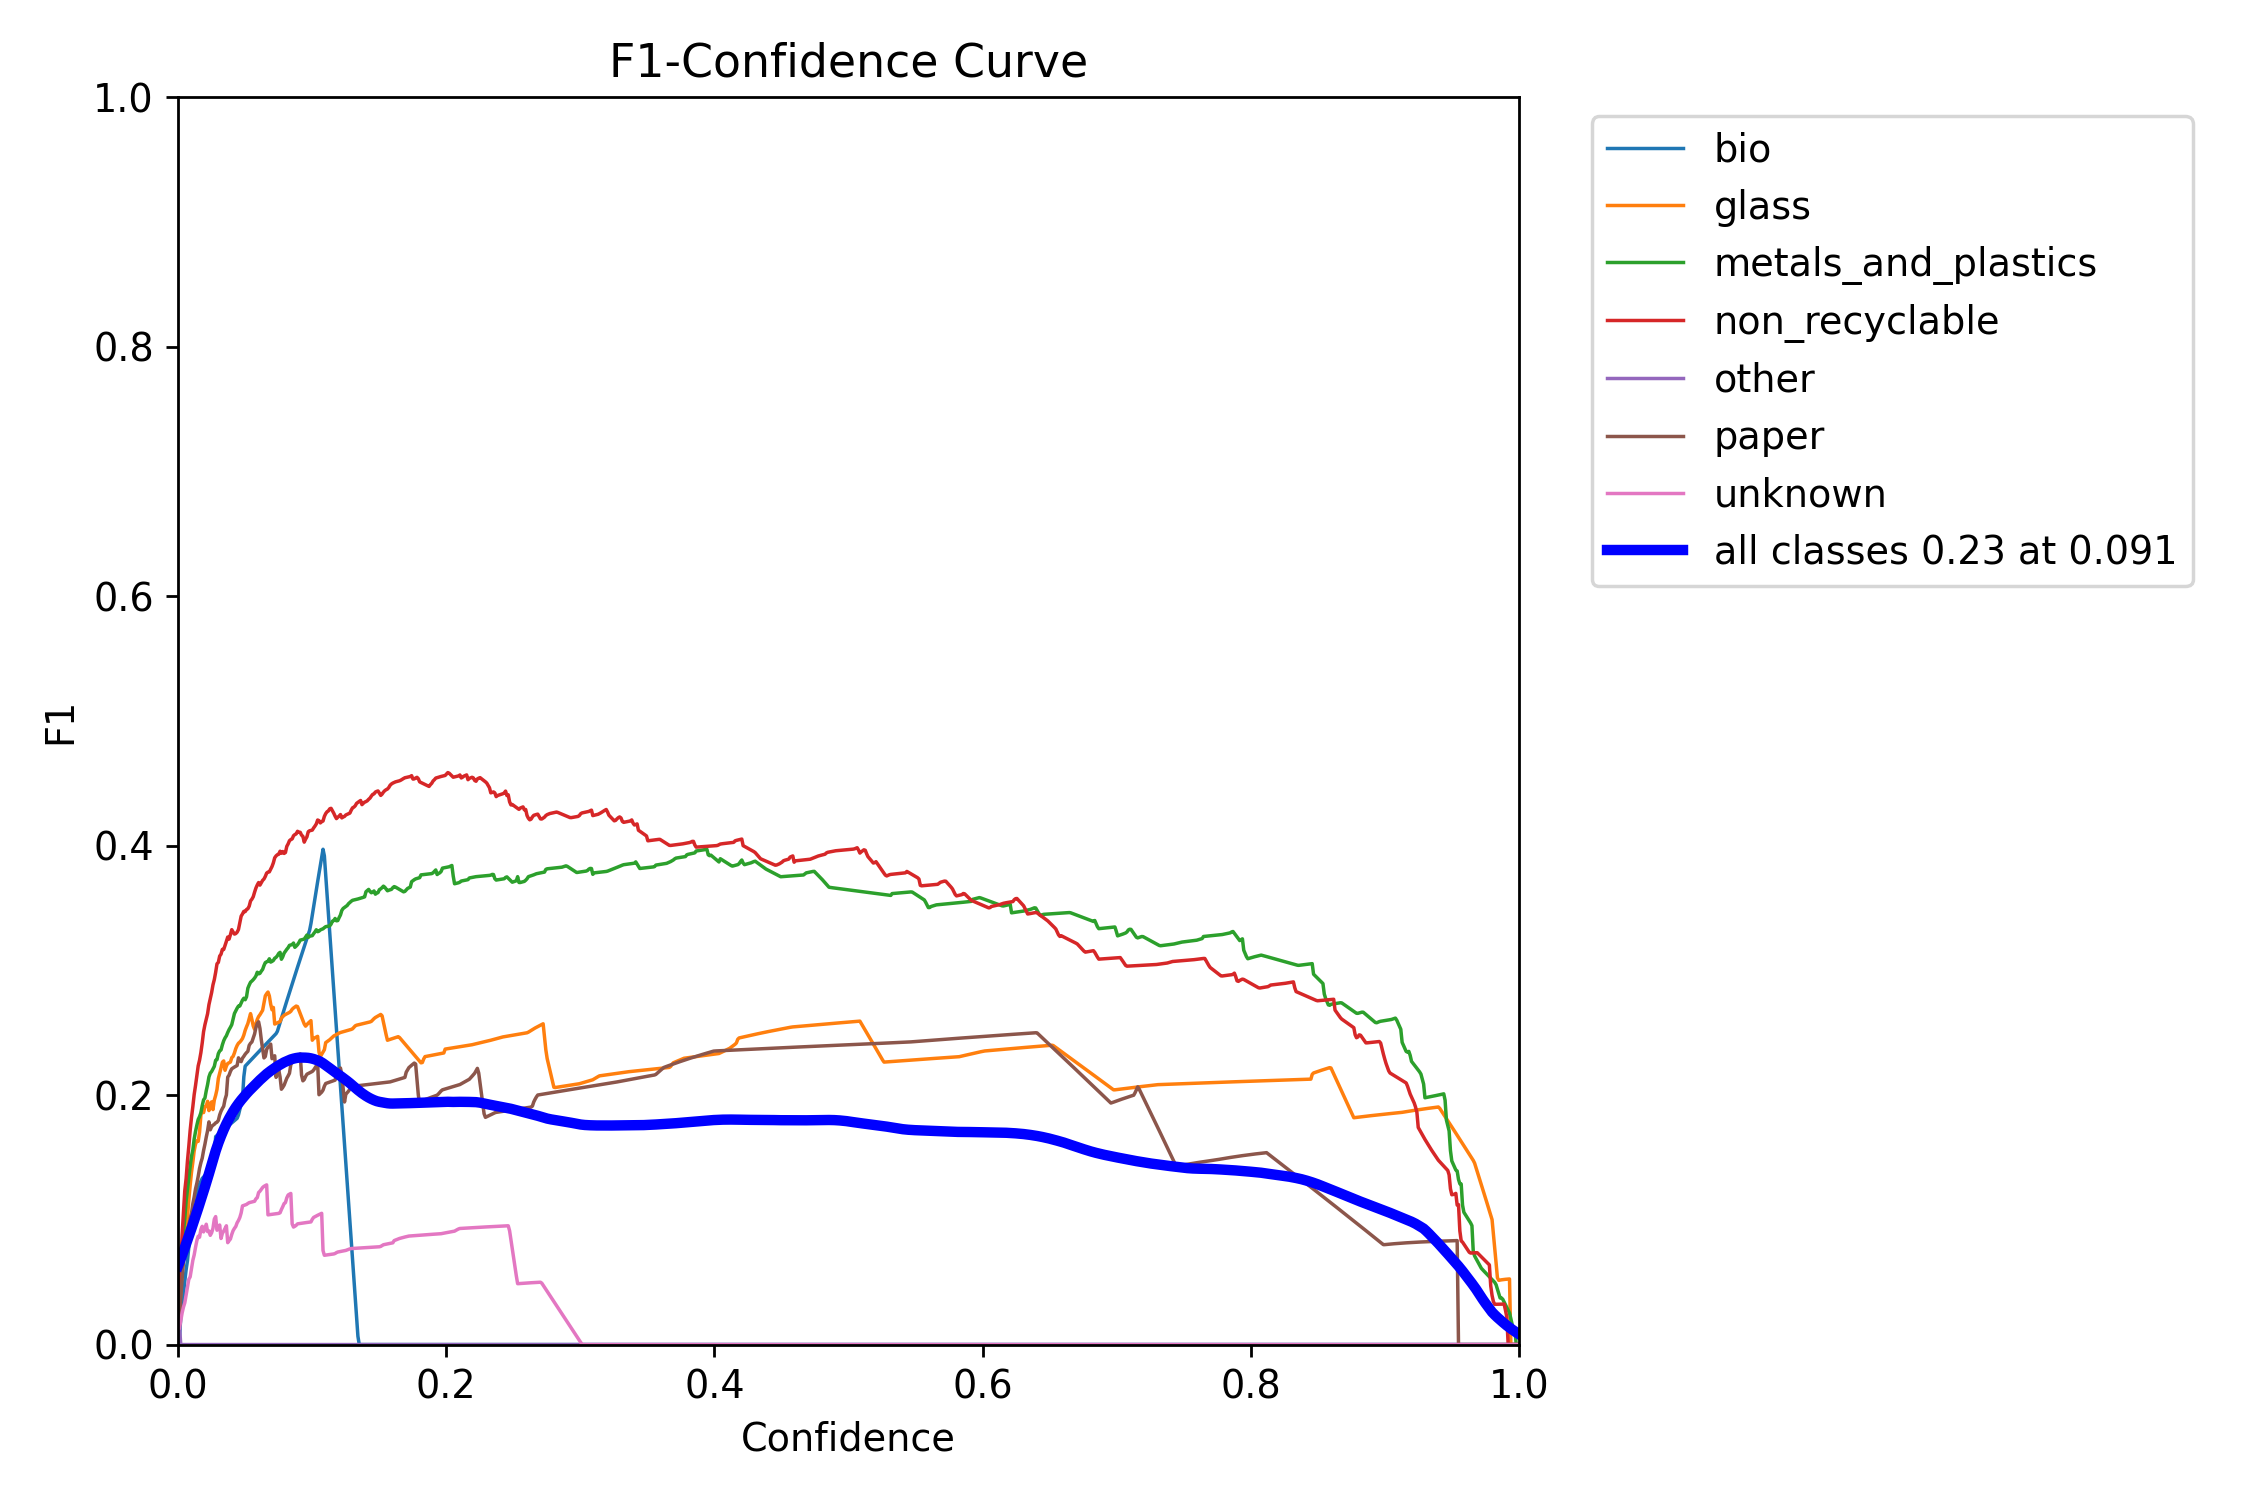 F1-Confidence Curve
1.0
0.8
0.6
0.4
0.2
0.0
F1
0.0 0.2 0.4 0.6 0.8 1.0
Confidence
bio
glass
metals_and_plastics
non_recyclable
other
paper
unknown
all classes 0.23 at 0.091